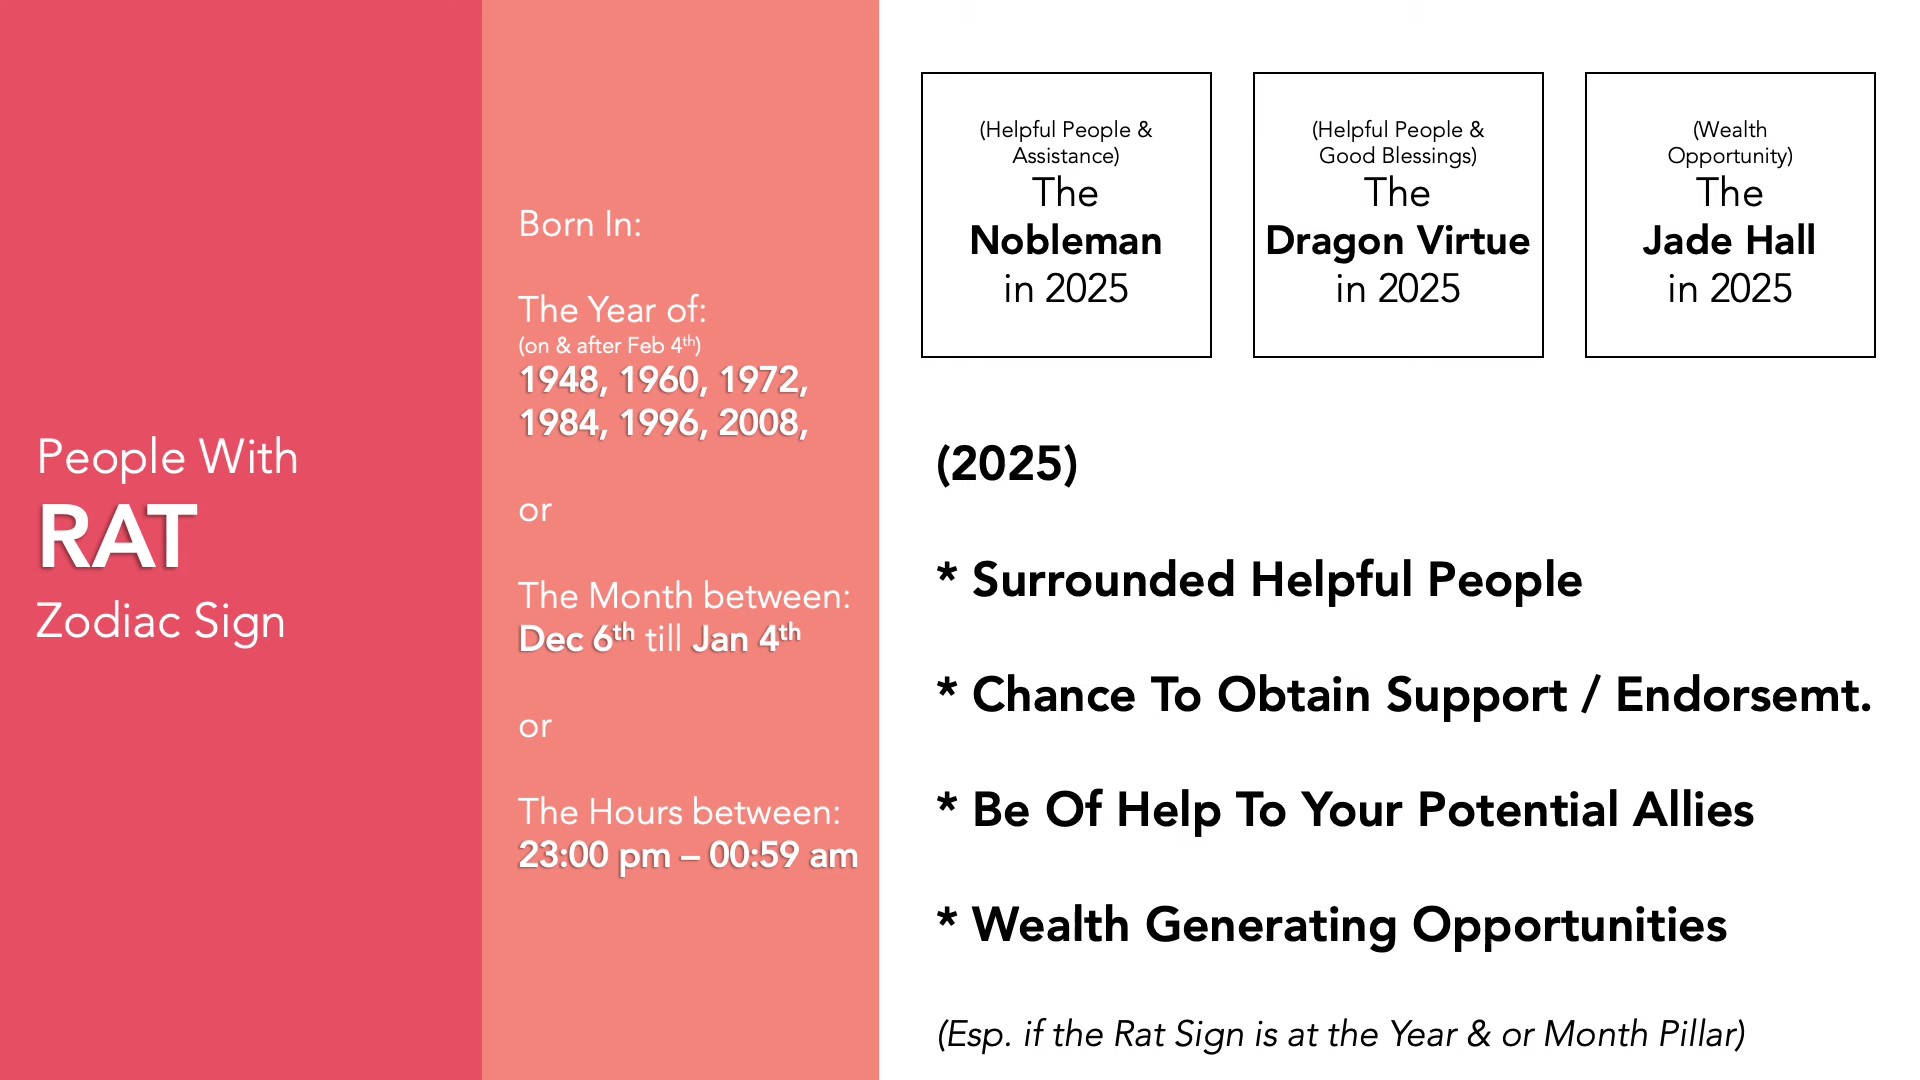 People With
RAT
Zodiac Sign
Born In:
The Year of:
(on & after Feb 4th)
1948, 1960, 1972,
1984, 1996, 2008,
or
The Month between:
Dec 6th till Jan 4th
or
The Hours between:
23:00 pm – 00:59 am
(Helpful People &
Assistance)
The
Nobleman
in 2025
(Helpful People &
Good Blessings)
The
Dragon Virtue
in 2025
(Wealth
Opportunity)
The
Jade Hall
in 2025
(2025)
* Surrounded Helpful People
* Chance To Obtain Support / Endorsemt.
* Be Of Help To Your Potential Allies
* Wealth Generating Opportunities
(Esp. if the Rat Sign is at the Year & or Month Pillar)